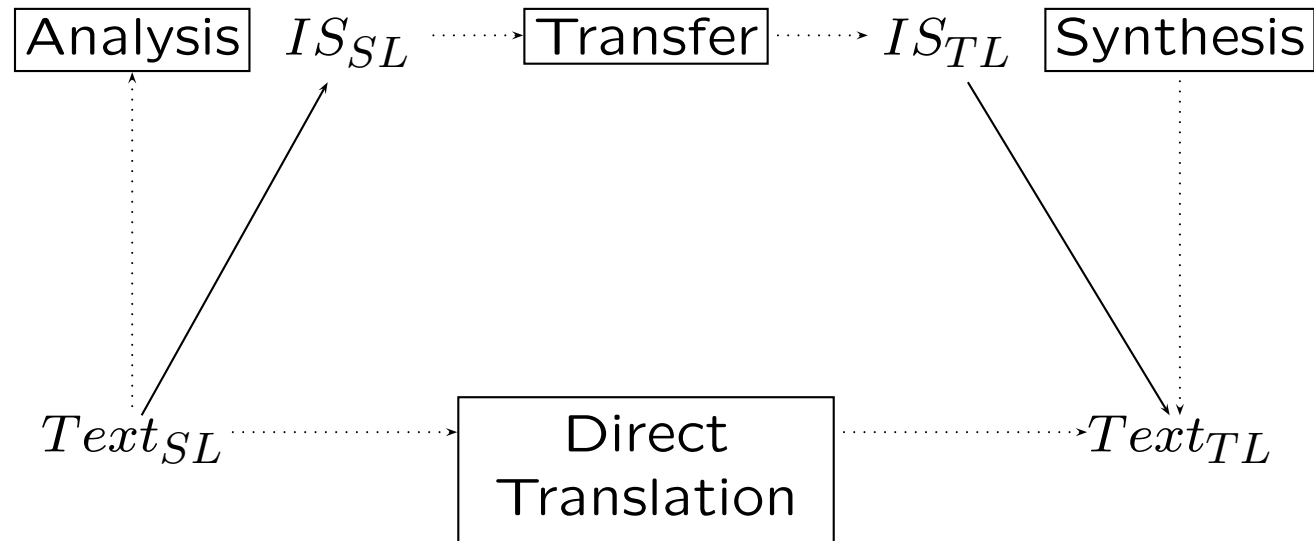 Analysis IS_SL Transfer IS_TL Synthesis
Text_SL Direct Text_TL
Translation